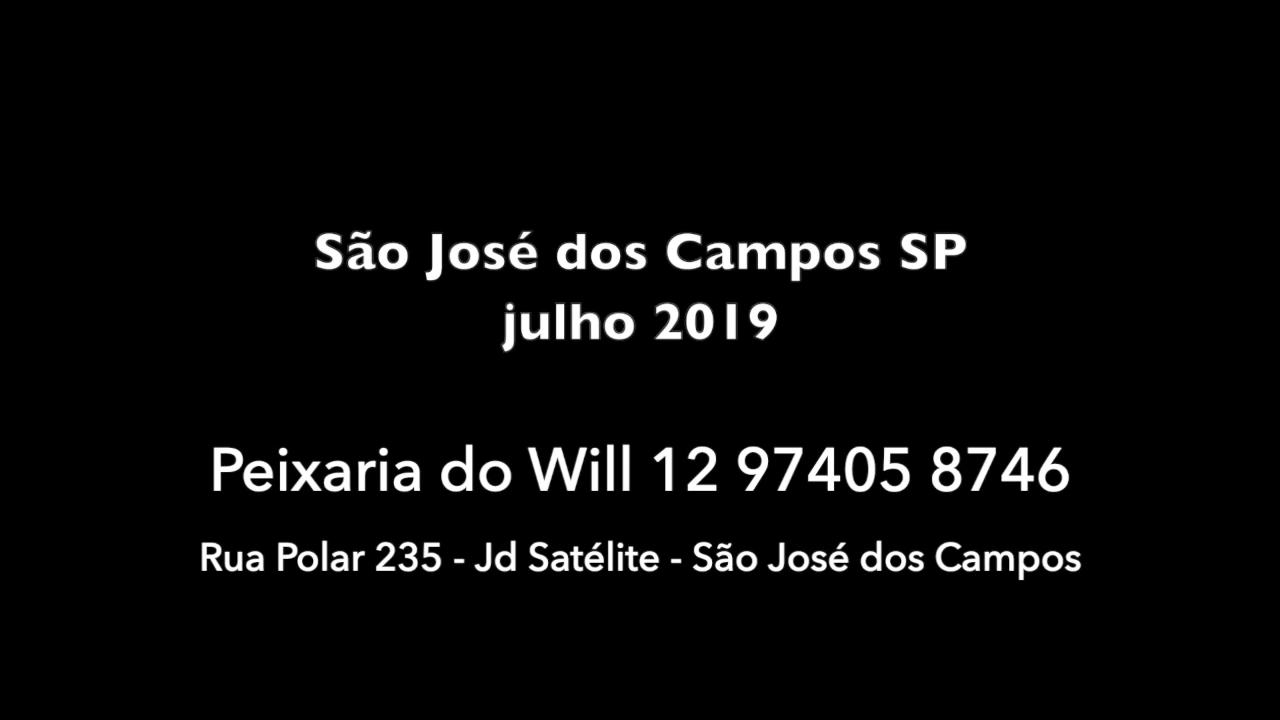 São José dos Campos SP
julho 2019
Peixaria do Will 12 97405 8746
Rua Polar 235 - Jd Satélite - São José dos Campos